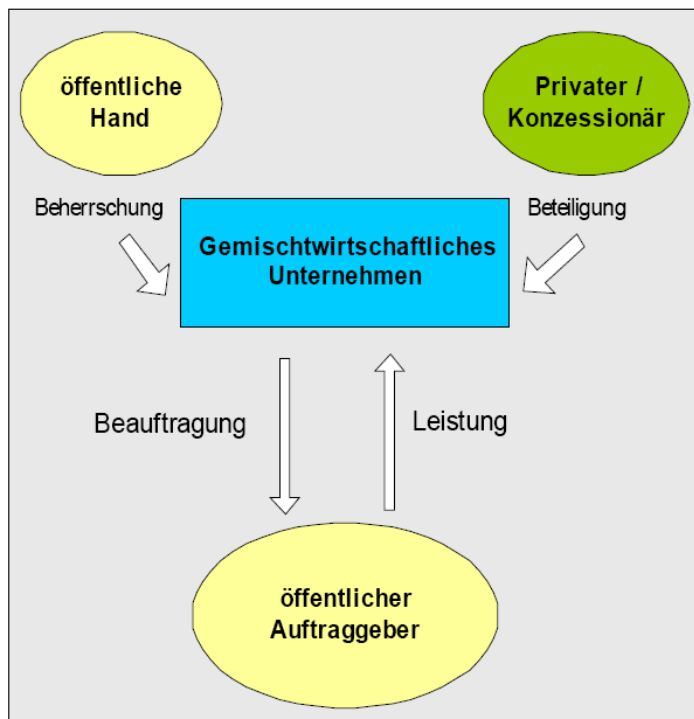 öffentliche
Hand
Privater /
Konzessionär
Beherrschung
Beteiligung
Gemischtwirtschaftliches
Unternehmen
Beauftragung
Leistung
öffentlicher
Auftraggeber